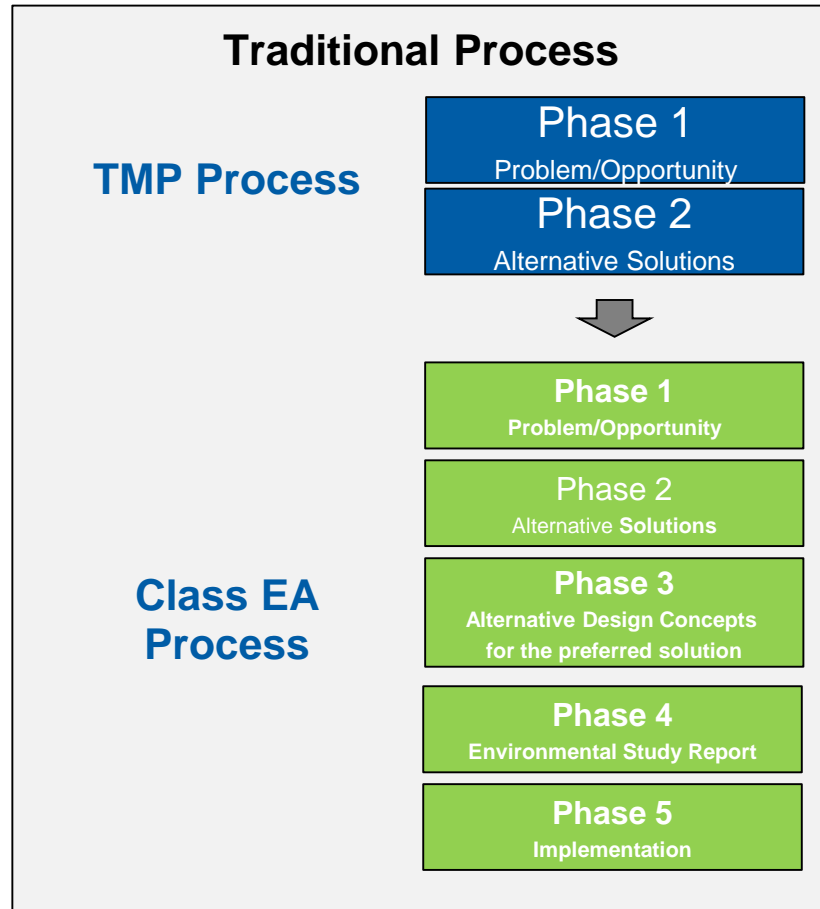 Traditional Process
TMP Process
Phase 1
Problem/Opportunity
Phase 2
Alternative Solutions
Class EA
Process
Phase 1
Problem/Opportunity
Phase 2
Alternative Solutions
Phase 3
Alternative Design Concepts
for the preferred solution
Phase 4
Environmental Study Report
Phase 5
Implementation